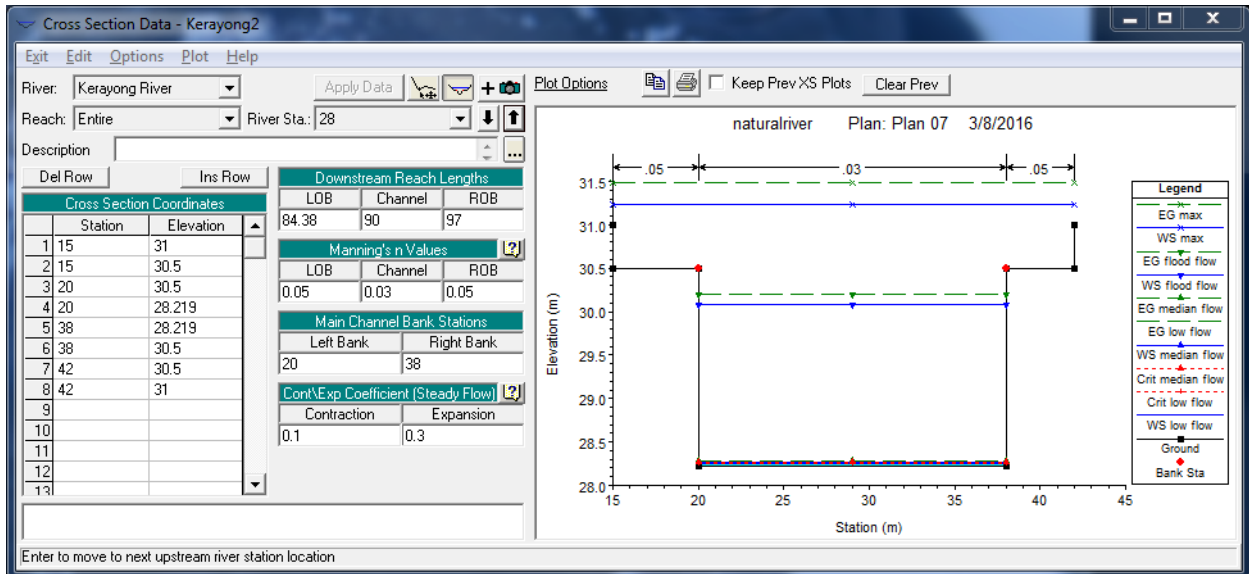 Cross Section Data - Kerayong2
Exit Edit Options Plot Help
River: Kerayong River Apply Data + Plot Options Keep Prev XS Plots Clear Prev
Reach: Entire River Sta.: 28
Description ...
Del Row Ins Row
Cross Section Coordinates
Station Elevation
1 15 31
2 15 30.5
3 20 30.5
4 20 28.219
5 38 28.219
6 38 30.5
7 42 30.5
8 42 31
9
10
11
12
13
Downstream Reach Lengths
LOB Channel ROB
84.38 90 97
Manning's n Values
LOB Channel ROB
0.05 0.03 0.05
Main Channel Bank Stations
Left Bank Right Bank
20 38
Cont\Exp Coefficient (Steady Flow)
Contraction Expansion
0.1 0.3
naturalriver Plan: Plan 07 3/8/2016
.05 .03 .05
31.5
31.0
30.5
30.0
29.5
29.0
28.5
28.0
Elevation (m)
15 20 25 30 35 40 45
Station (m)
Legend
EG max
WS max
EG flood flow
WS flood flow
EG median flow
EG low flow
WS median flow
Crit median flow
Crit low flow
WS low flow
Ground
Bank Sta
Enter to move to next upstream river station location